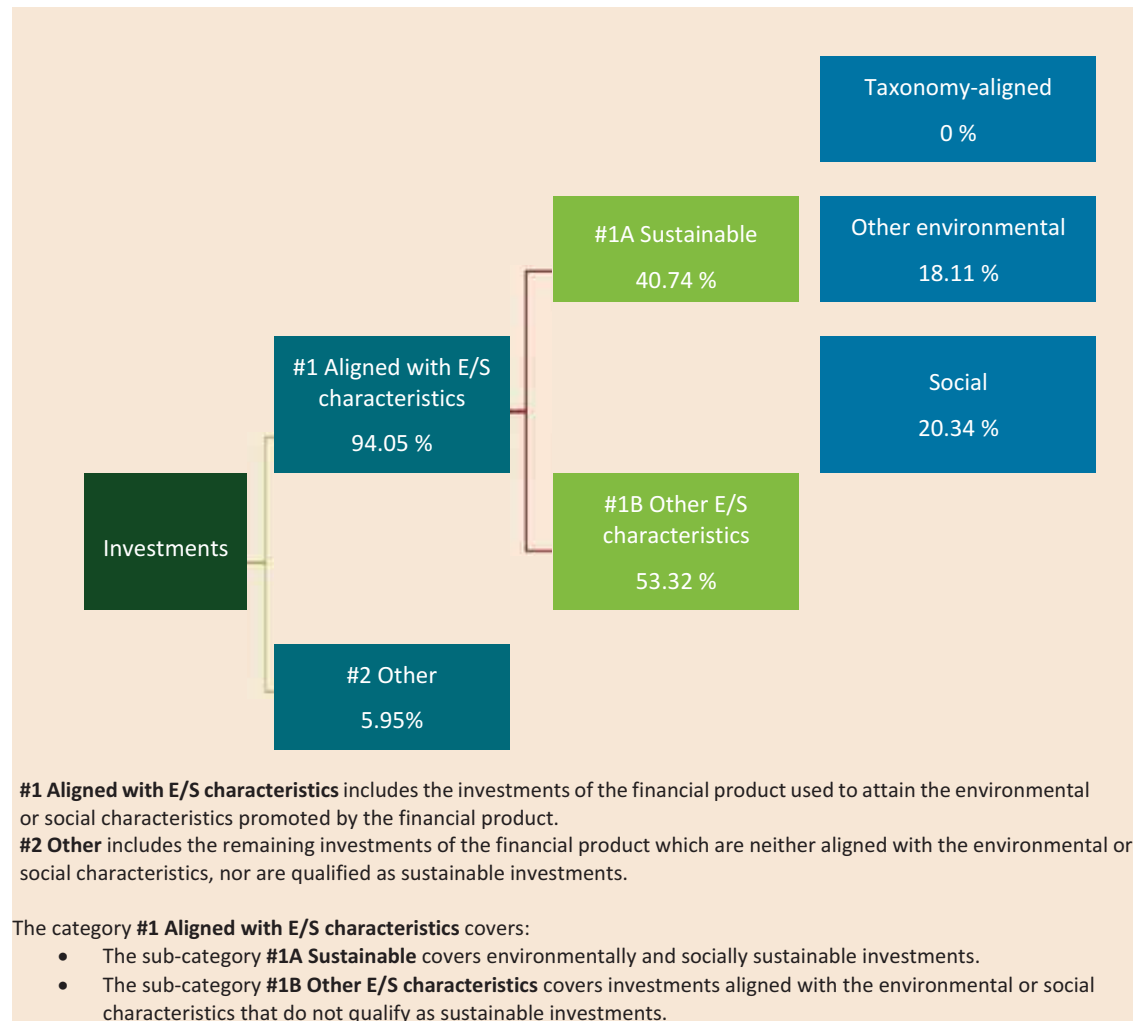 Taxonomy-aligned
0 %
#1A Sustainable
40.74 %
Other environmental
18.11 %
#1 Aligned with E/S
characteristics
94.05 %
Social
20.34 %
Investments
#1B Other E/S
characteristics
53.32 %
#2 Other
5.95%
#1 Aligned with E/S characteristics includes the investments of the financial product used to attain the environmental
or social characteristics promoted by the financial product.
#2 Other includes the remaining investments of the financial product which are neither aligned with the environmental or
social characteristics, nor are qualified as sustainable investments.
The category #1 Aligned with E/S characteristics covers:
• The sub-category #1A Sustainable covers environmentally and socially sustainable investments.
• The sub-category #1B Other E/S characteristics covers investments aligned with the environmental or social
characteristics that do not qualify as sustainable investments.